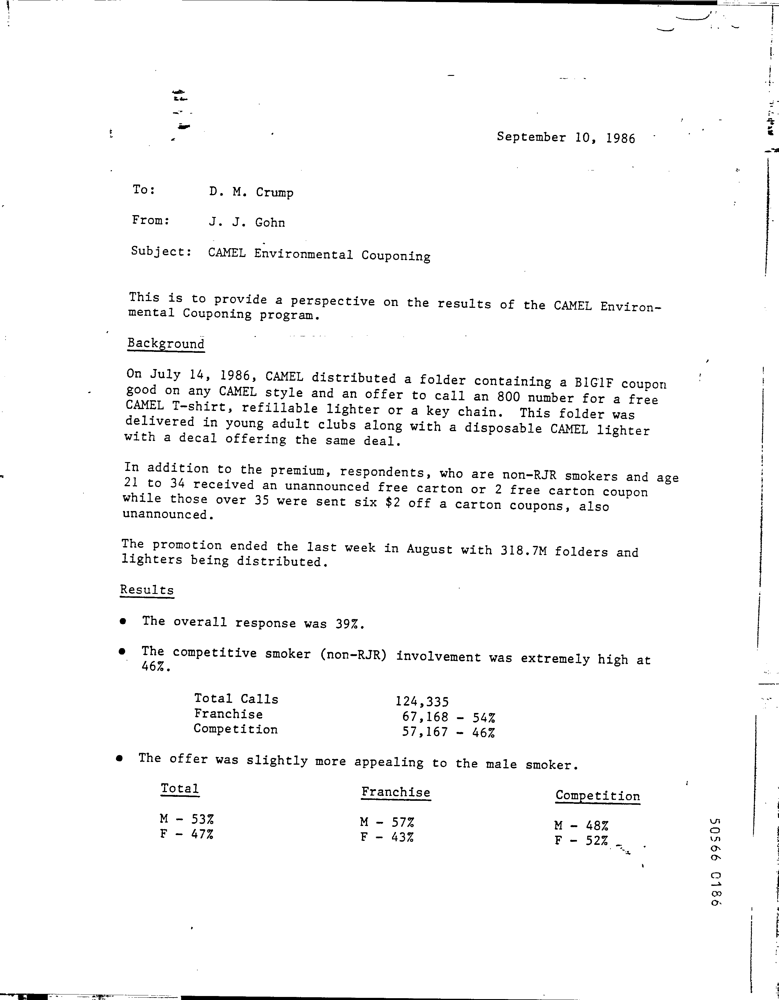 September 10, 1986
To: D. M. Crump
From: J. J. Gohn
Subject: CAMEL Environmental Couponing
This is to provide a perspective on the results of the CAMEL Environ-
mental Couponing program.
Background
On July 14, 1986, CAMEL distributed a folder containing a B1G1F coupon
good on any CAMEL style and an offer to call an 800 number for a free
CAMEL T-shirt, refillable lighter or a key chain. This folder was
delivered in young adult clubs along with a disposable CAMEL lighter
with a decal offering the same deal.
In addition to the premium, respondents, who are non-RJR smokers and age
21 to 34 received an unannounced free carton or 2 free carton coupon
while those over 35 were sent six $2 off a carton coupons, also
unannounced.
The promotion ended the last week in August with 318.7M folders and
lighters being distributed.
Results
• The overall response was 39%.
• The competitive smoker (non-RJR) involvement was extremely high at
46%.
Total Calls 124,335
Franchise 67,168 - 54%
Competition 57,167 - 46%
• The offer was slightly more appealing to the male smoker.
Total Franchise Competition
M - 53% M - 57% M - 48%
F - 47% F - 43% F - 52%
50566 0186